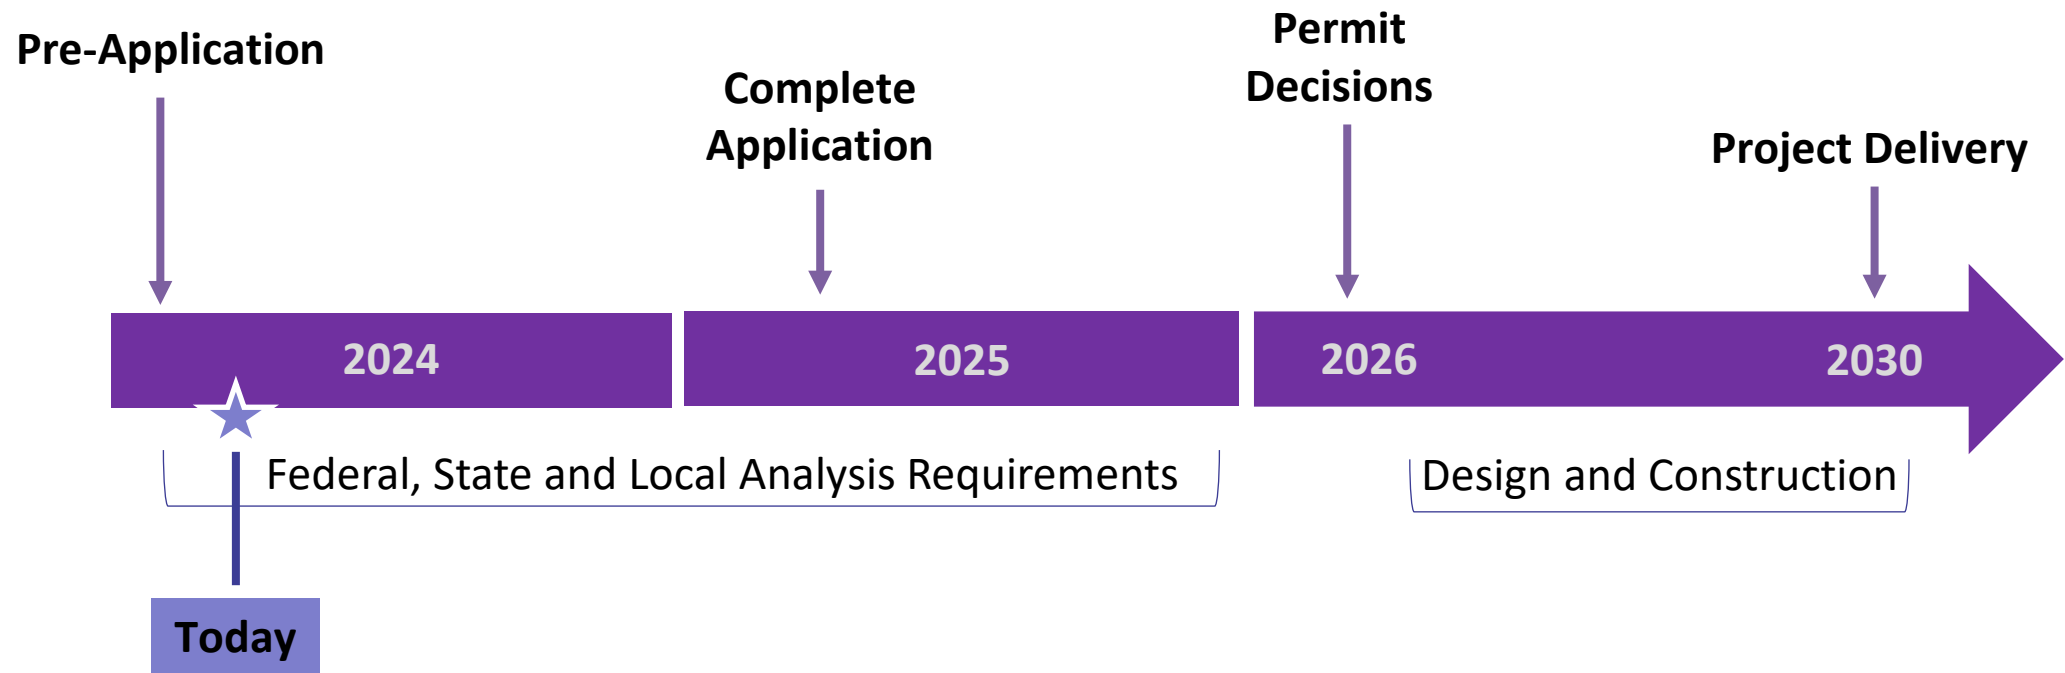 Pre-Application
Complete
Application
Permit
Decisions
Project Delivery
2024
2025
2026
2030
Federal, State and Local Analysis Requirements
Design and Construction
Today